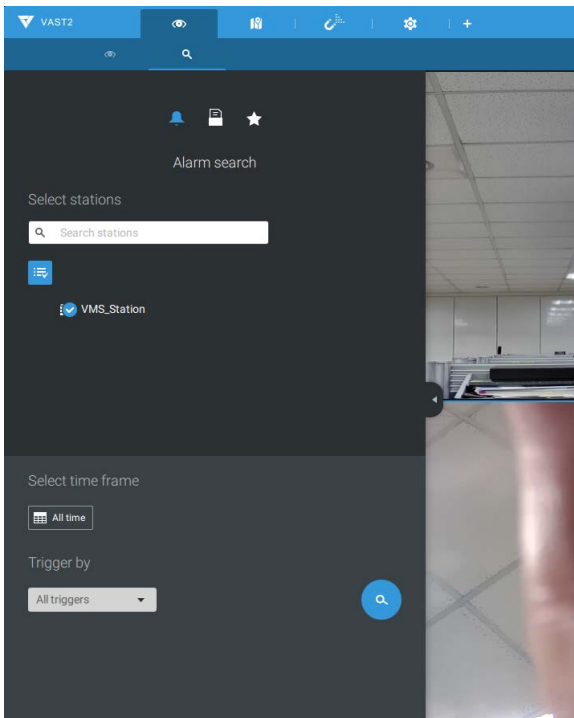 VAST2
Alarm search
Select stations
Search stations
VMS_Station
Select time frame
All time
Trigger by
All triggers